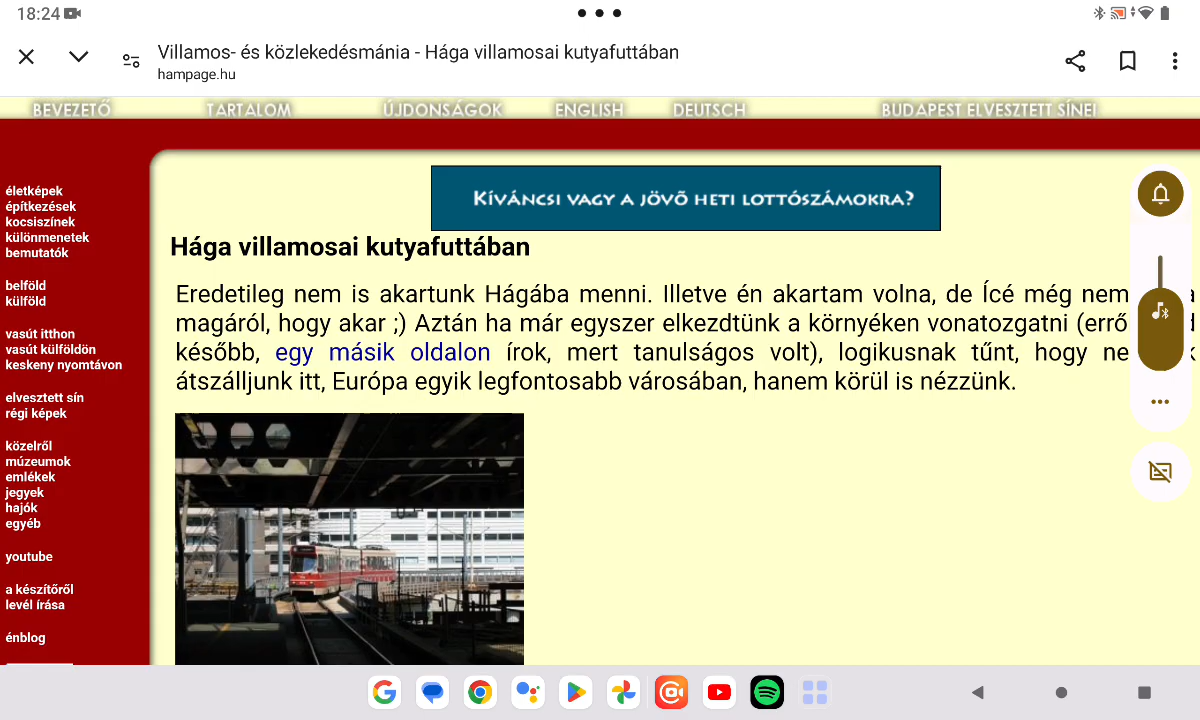 18:24
Villamos- és közlekedésmánia - Hága villamosai kutyafuttában
hampage.hu
BEVEZETŐ TARTALOM ÚJDONSÁGOK ENGLISH DEUTSCH BUDAPEST ELVESZTETT SÍNEI
életképek
építkezések
kocsiszínek
különmenetek
bemutatók
belföld
külföld
vasút itthon
vasút külföldön
keskeny nyomtávon
elvesztett sín
régi képek
közelről
múzeumok
emlékek
jegyek
hajók
egyéb
youtube
a készítőről
levél írása
énblog
KÍVÁNCSI VAGY A JÖVÕ HETI LOTTÓSZÁMOKRA?
Hága villamosai kutyafuttában
Eredetileg nem is akartunk Hágába menni. Illetve én akartam volna, de Ícé még nem
magáról, hogy akar ;) Aztán ha már egyszer elkezdtünk a környéken vonatozgatni (erről
később, egy másik oldalon írok, mert tanulságos volt), logikusnak tűnt, hogy ne
átszálljunk itt, Európa egyik legfontosabb városában, hanem körül is nézzünk.